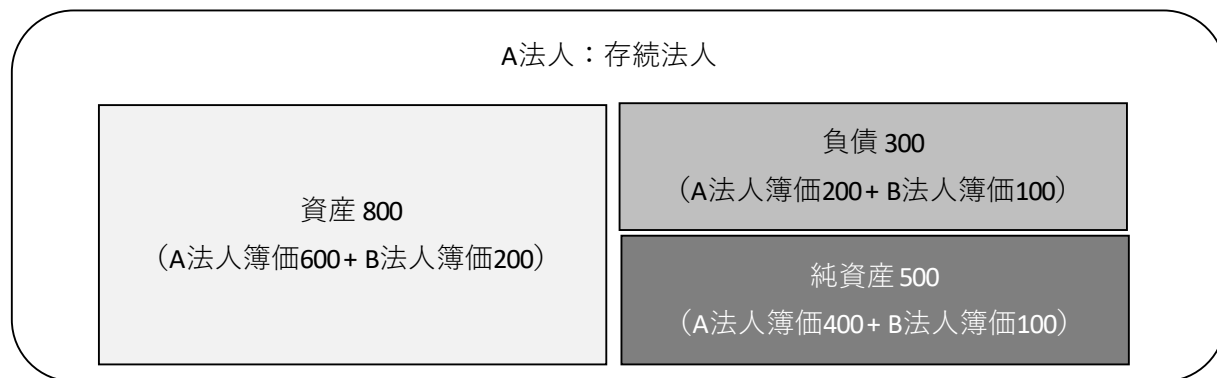 A法人：存続法人
資産 800
（A法人簿価600 + B法人簿価200）
負債 300
（A法人簿価200 + B法人簿価100）
純資産 500
（A法人簿価400 + B法人簿価100）